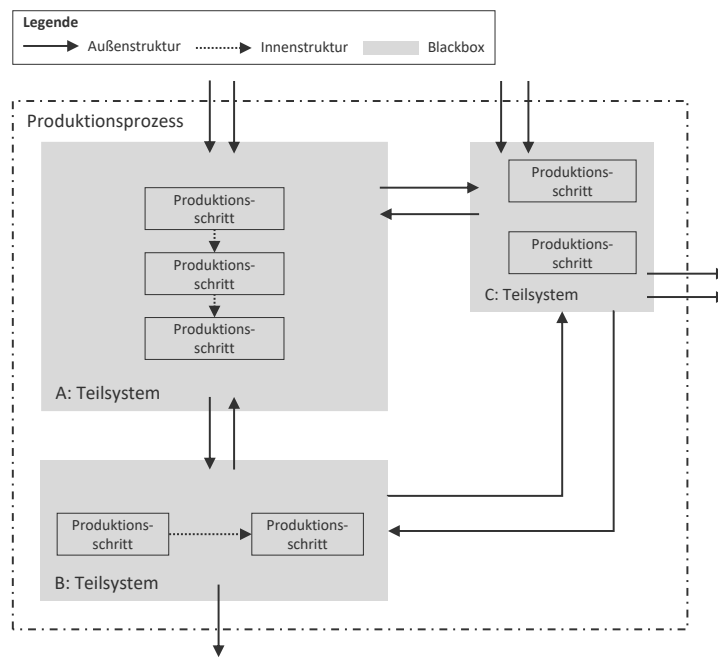 Legende
Außenstruktur
Innenstruktur
Blackbox
Produktionsprozess
Produktions-
schritt
Produktions-
schritt
Produktions-
schritt
A: Teilsystem
Produktions-
schritt
Produktions-
schritt
C: Teilsystem
Produktions-
schritt
Produktions-
schritt
B: Teilsystem